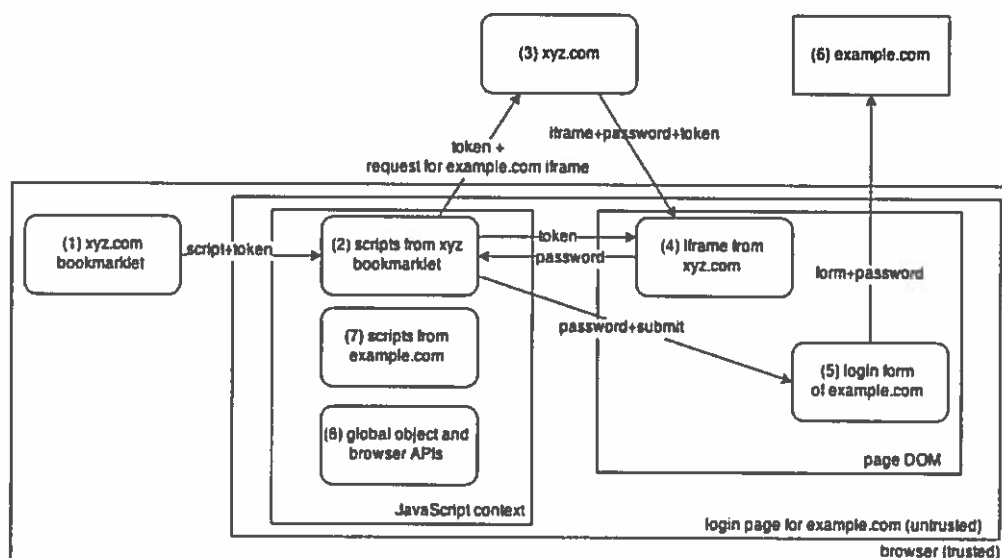 (3) xyz.com
(6) example.com
iframe+password+token
token +
request for example.com iframe
(1) xyz.com
bookmarklet
script+token
(2) scripts from xyz
bookmarklet
token
password
(4) iframe from
xyz.com
form+password
password+submit
(7) scripts from
example.com
(5) login form
of example.com
(8) global object and
browser APIs
page DOM
JavaScript context
login page for example.com (untrusted)
browser (trusted)